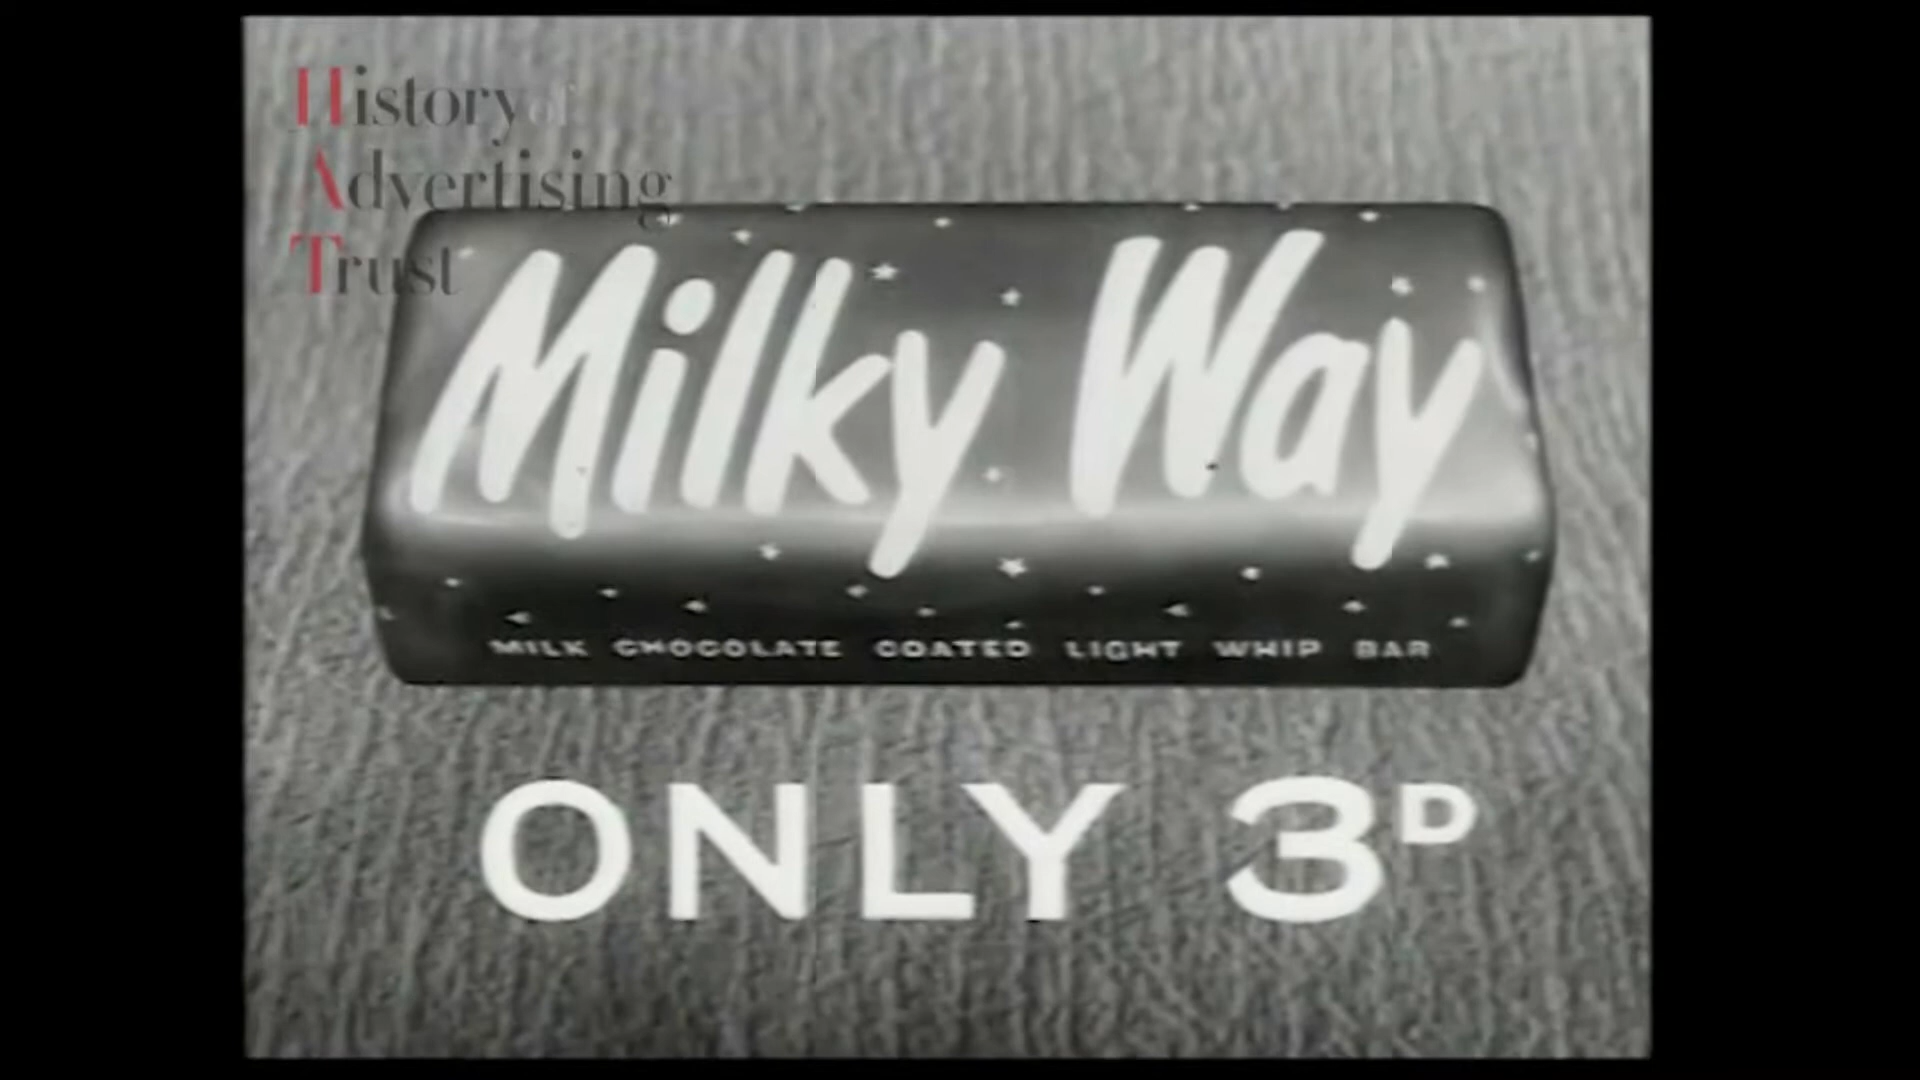 History of
Advertising
Trust
Milky Way
MILK CHOCOLATE COATED LIGHT WHIP BAR
ONLY 3D